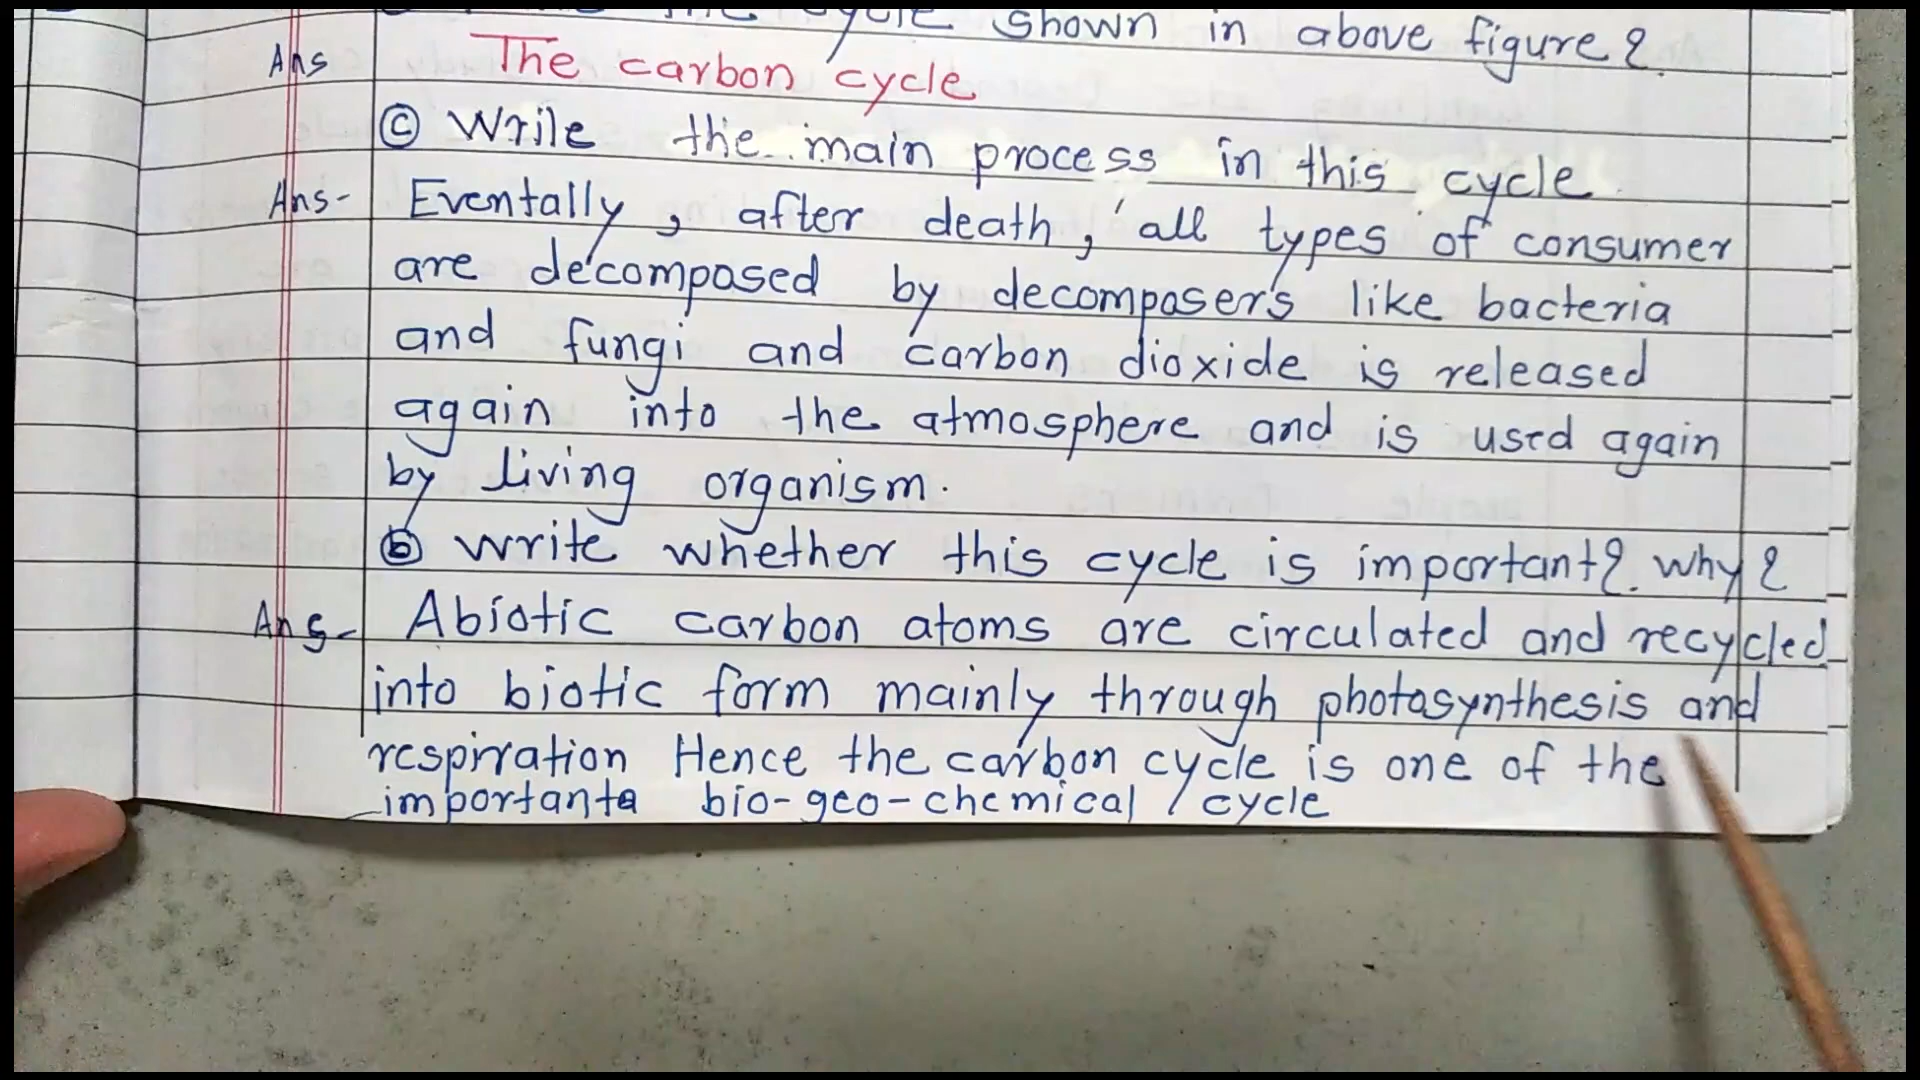 the cycle shown in above figure?
Ans The carbon cycle
ⓒ Wrile the main process in this cycle
Ans- Eventally, after death, all types of consumer
are decomposed by decomposers like bacteria
and fungi and carbon dioxide is released
again into the atmosphere and is used again
by living organism.
ⓑ write whether this cycle is important? why?
Ans- Abiotic carbon atoms are circulated and recycled
into biotic form mainly through photosynthesis and
respiration Hence the carbon cycle is one of the
importanta bio-geo-chemical cycle